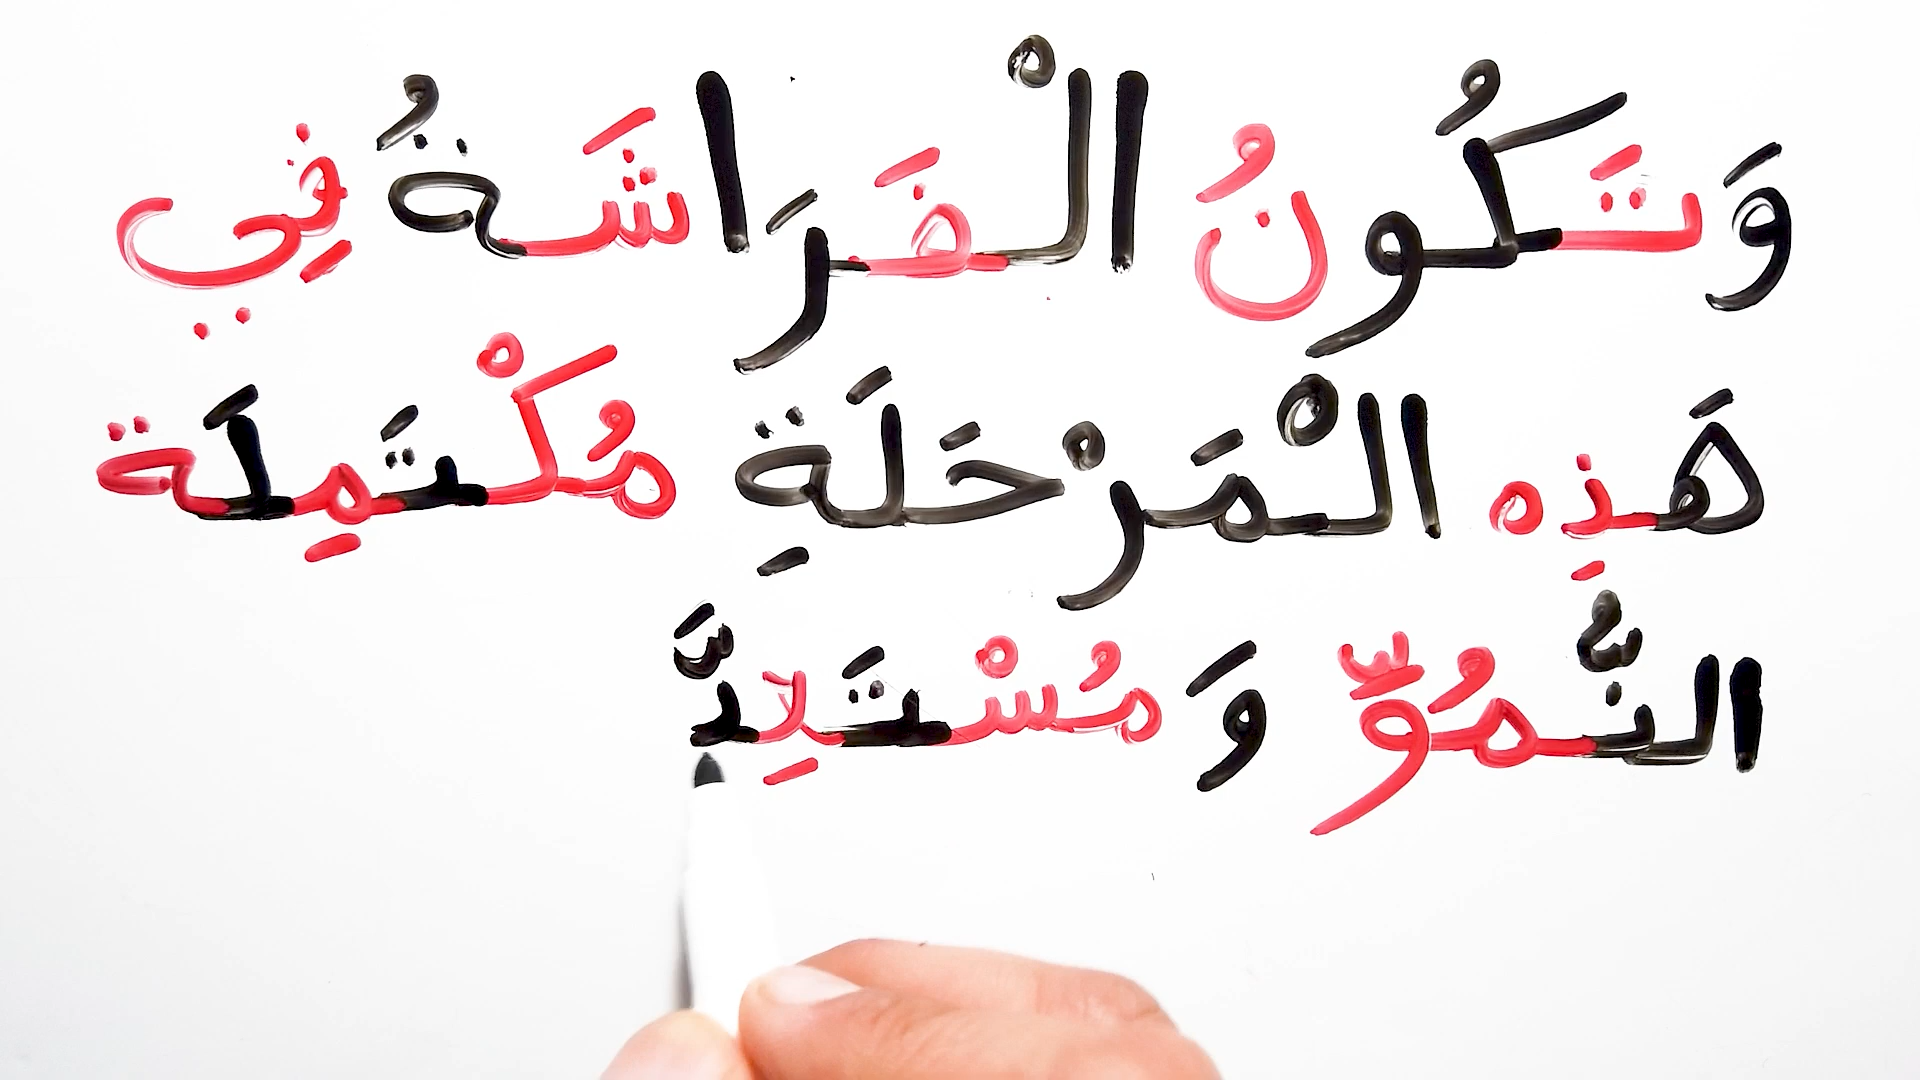 وَتَكُونُ الْفَرَاشَةُ فِي
هَذِه الْمَرْحَلَةِ مُكْتَمِلَة
النُّمُوِّ وَ مُسْتَعِدَّ